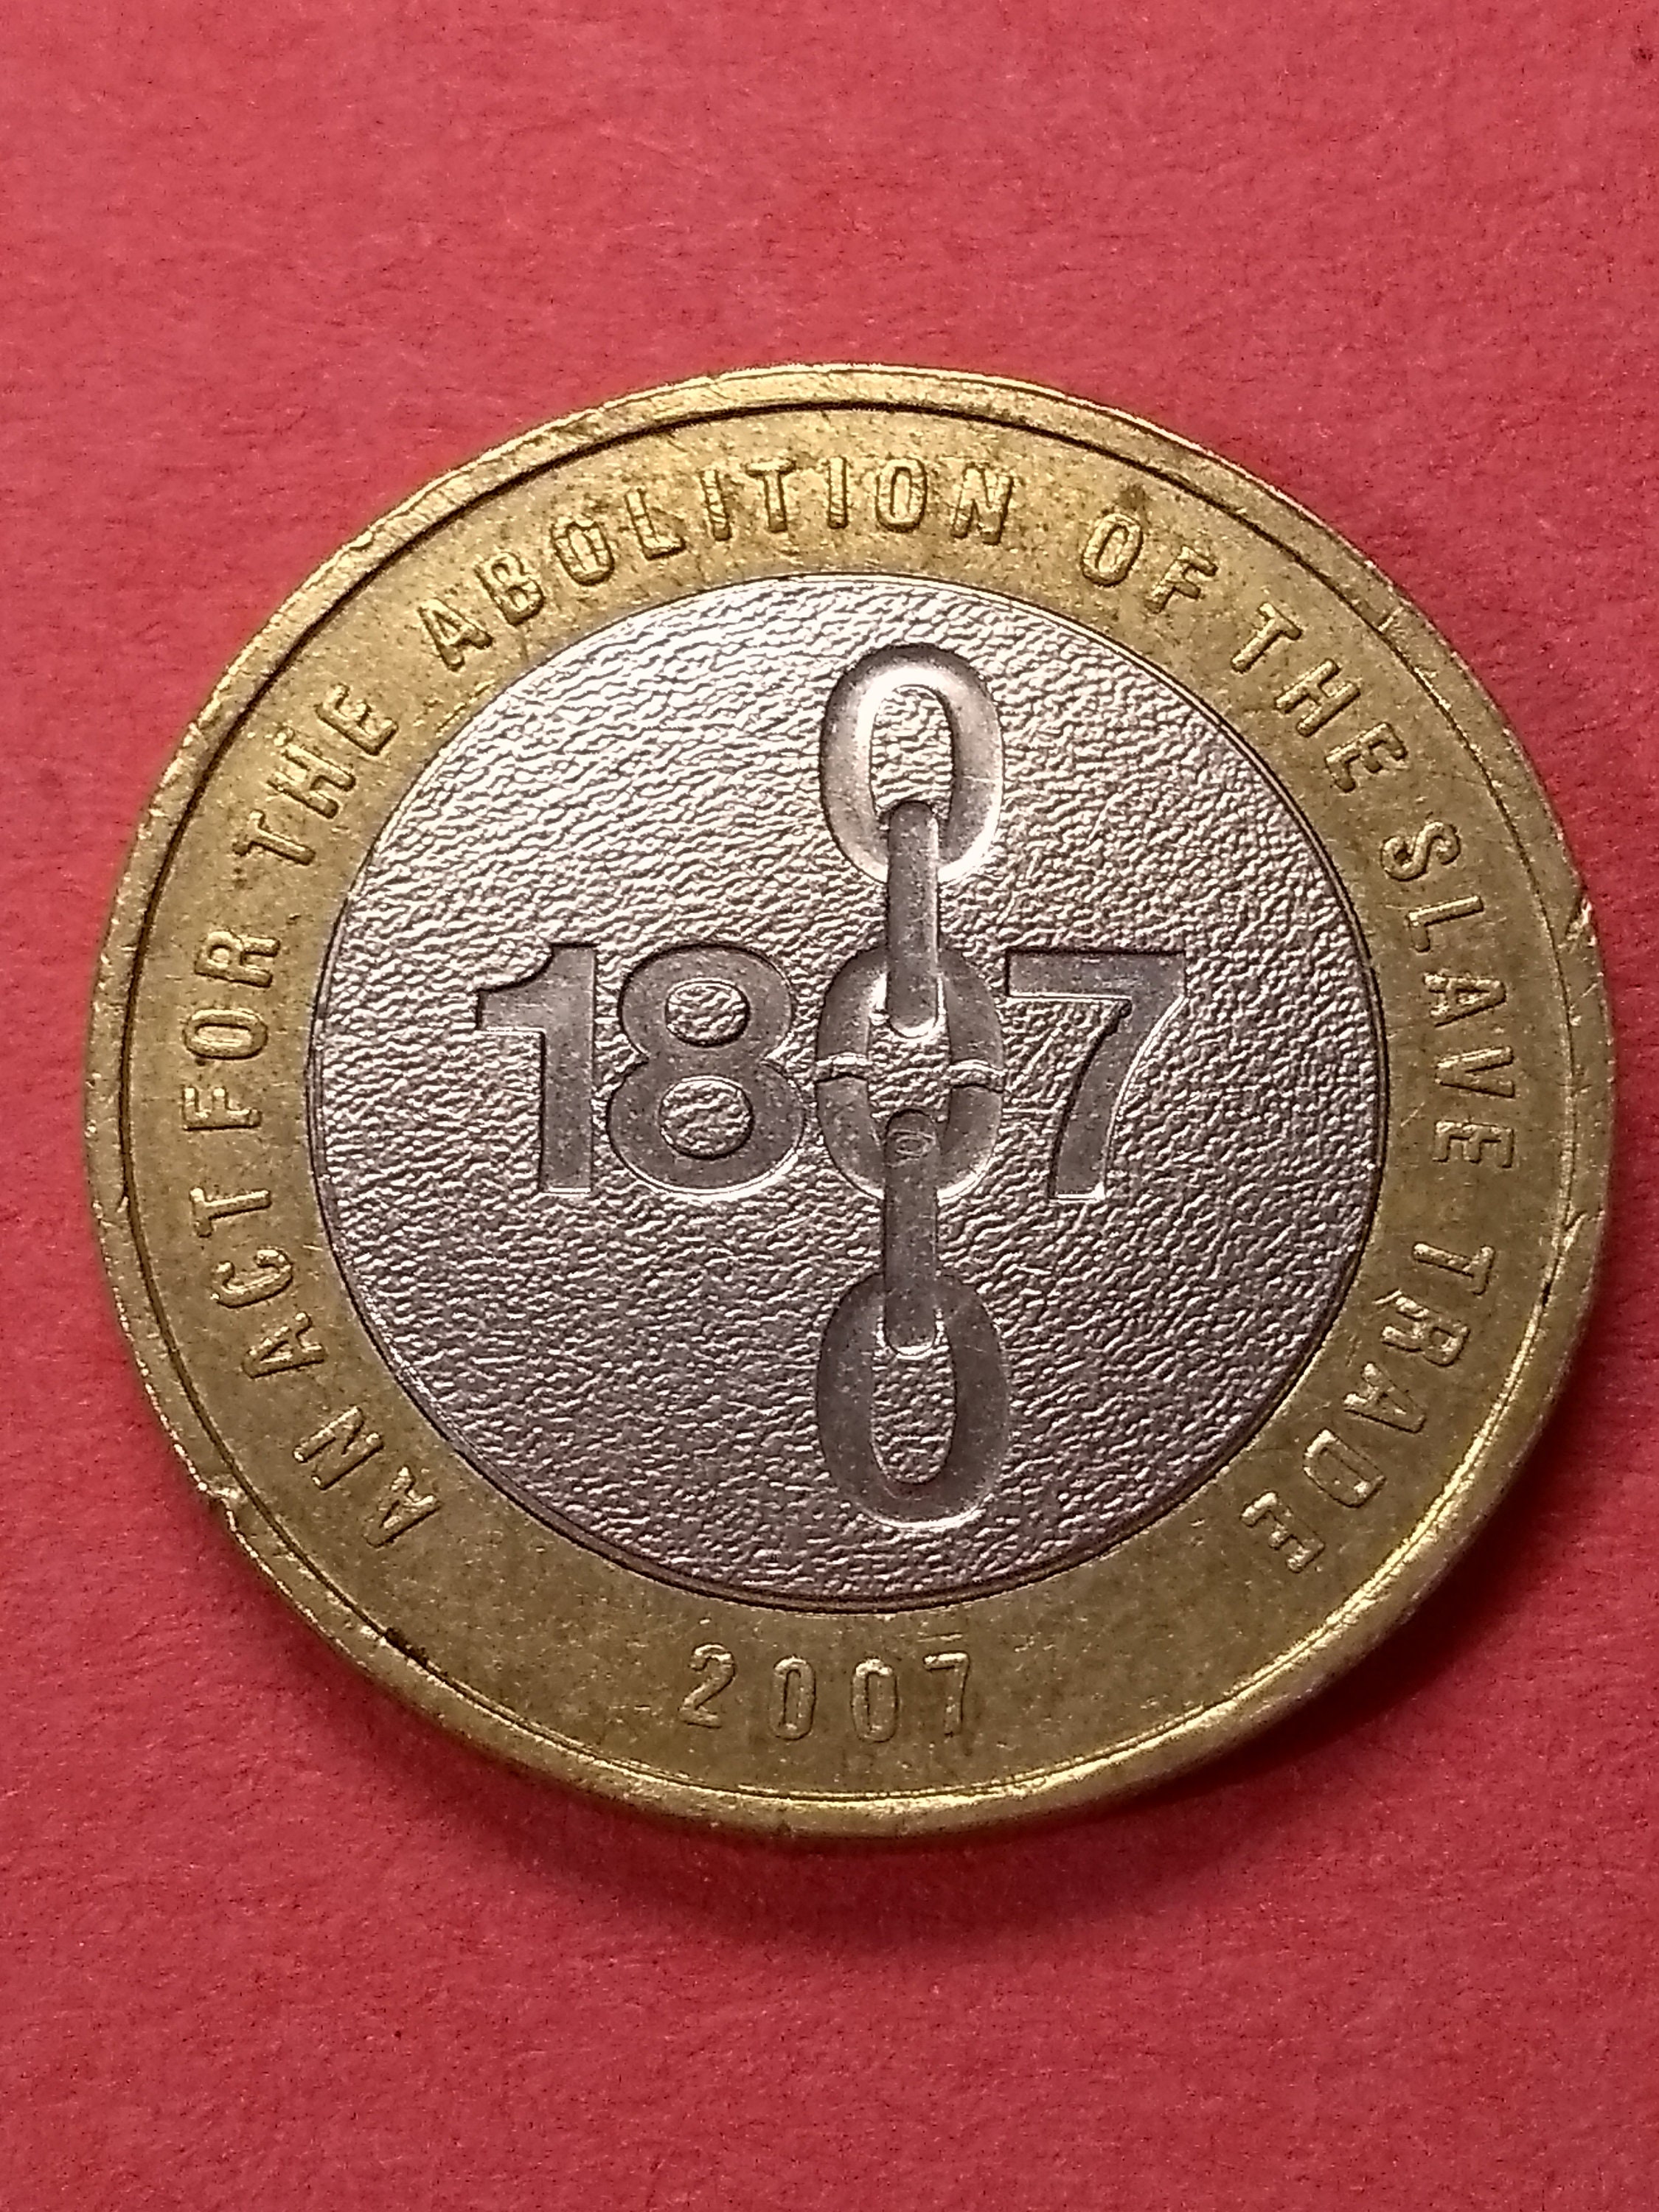 AN ACT FOR THE ABOLITION OF THE SLAVE TRADE
1807
2007